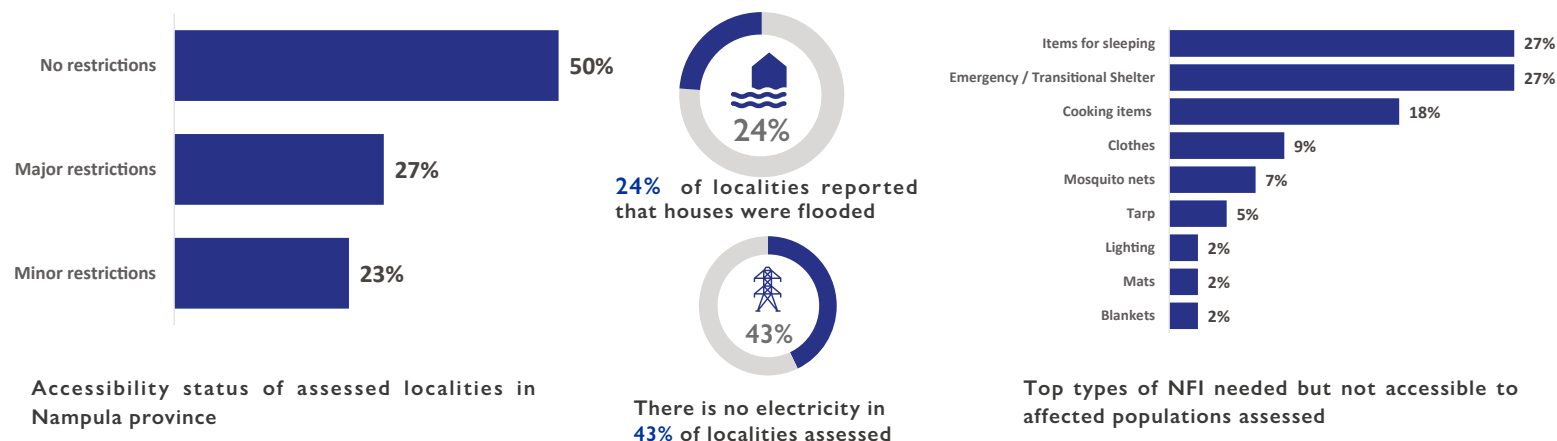 No restrictions
50%
Major restrictions
27%
Minor restrictions
23%
Accessibility status of assessed localities in
Nampula province
24%
24% of localities reported
that houses were flooded
43%
There is no electricity in
43% of localities assessed
Items for sleeping
27%
Emergency / Transitional Shelter
27%
Cooking items
18%
Clothes
9%
Mosquito nets
7%
Tarp
5%
Lighting
2%
Mats
2%
Blankets
2%
Top types of NFI needed but not accessible to
affected populations assessed